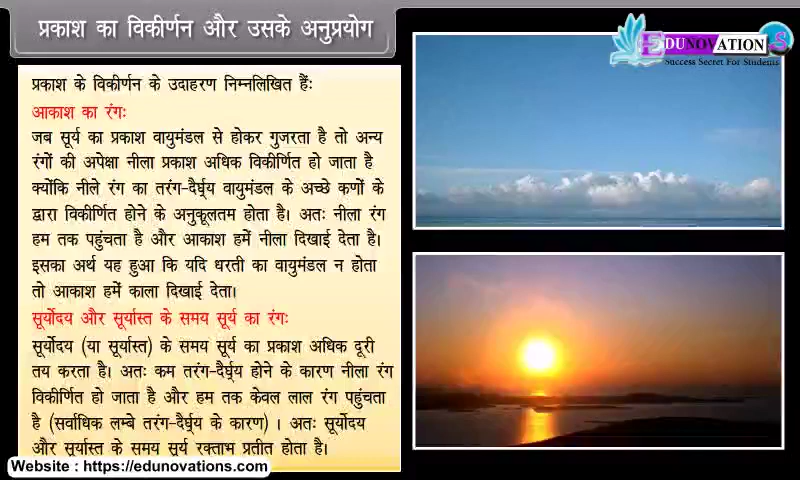 प्रकाश का विकीर्णन और उसके अनुप्रयोग
EDUNOVATION S
Success Secret For Students
प्रकाश के विकीर्णन के उदाहरण निम्नलिखित हैंः
आकाश का रंगः
जब सूर्य का प्रकाश वायुमंडल से होकर गुजरता है तो अन्य
रंगों की अपेक्षा नीला प्रकाश अधिक विकीर्णित हो जाता है
क्योंकि नीले रंग का तरंग-दैर्घ्य वायुमंडल के अच्छे कणों के
द्वारा विकीर्णित होने के अनुकूलतम होता है। अतः नीला रंग
हम तक पहुंचता है और आकाश हमें नीला दिखाई देता है।
इसका अर्थ यह हुआ कि यदि धरती का वायुमंडल न होता
तो आकाश हमें काला दिखाई देता।
सूर्योदय और सूर्यास्त के समय सूर्य का रंगः
सूर्योदय (या सूर्यास्त) के समय सूर्य का प्रकाश अधिक दूरी
तय करता है। अतः कम तरंग-दैर्घ्य होने के कारण नीला रंग
विकीर्णित हो जाता है और हम तक केवल लाल रंग पहुंचता
है (सर्वाधिक लम्बे तरंग-दैर्घ्य के कारण) । अतः सूर्योदय
और सूर्यास्त के समय सूर्य रक्ताभ प्रतीत होता है।
Website : https://edunovations.com